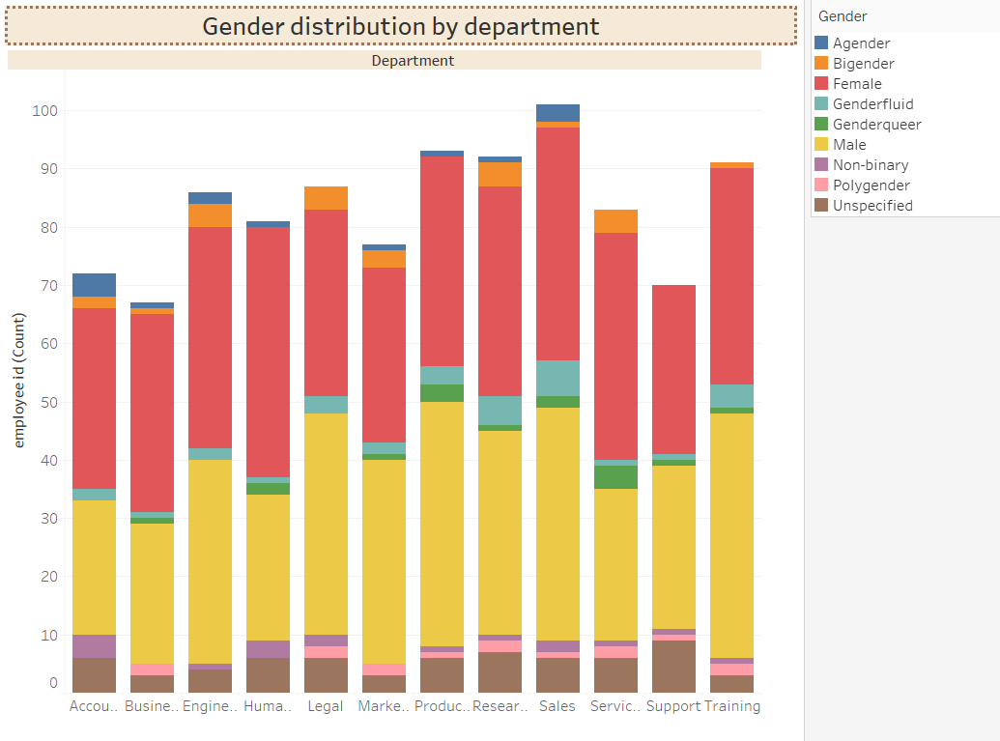 Gender distribution by department
Department
employee id (Count)
100
90
80
70
60
50
40
30
20
10
0
Accou.. Busine.. Engine.. Huma.. Legal Marke.. Produc.. Resear.. Sales Servic.. Support Training
Gender
Agender
Bigender
Female
Genderfluid
Genderqueer
Male
Non-binary
Polygender
Unspecified